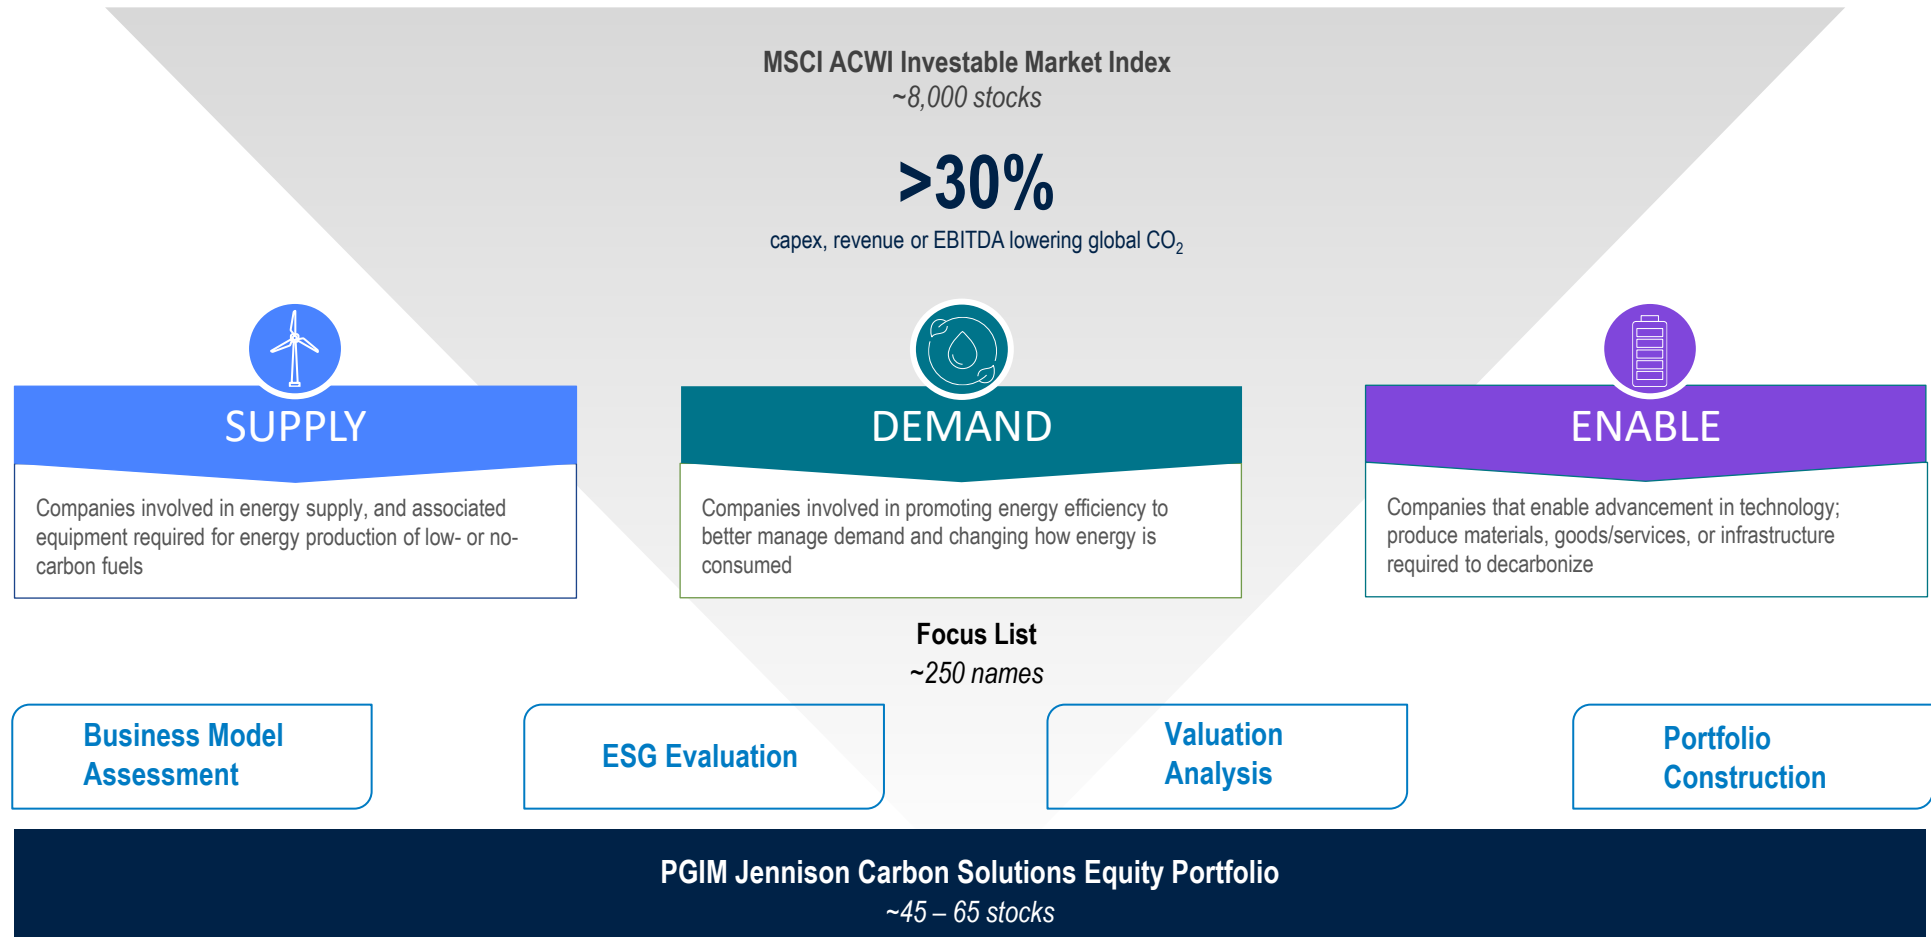 MSCI ACWI Investable Market Index
~8,000 stocks
>30%
capex, revenue or EBITDA lowering global CO₂
SUPPLY
Companies involved in energy supply, and associated
equipment required for energy production of low- or no-
carbon fuels
DEMAND
Companies involved in promoting energy efficiency to
better manage demand and changing how energy is
consumed
ENABLE
Companies that enable advancement in technology;
produce materials, goods/services, or infrastructure
required to decarbonize
Focus List
~250 names
Business Model
Assessment
ESG Evaluation
Valuation
Analysis
Portfolio
Construction
PGIM Jennison Carbon Solutions Equity Portfolio
~45 – 65 stocks